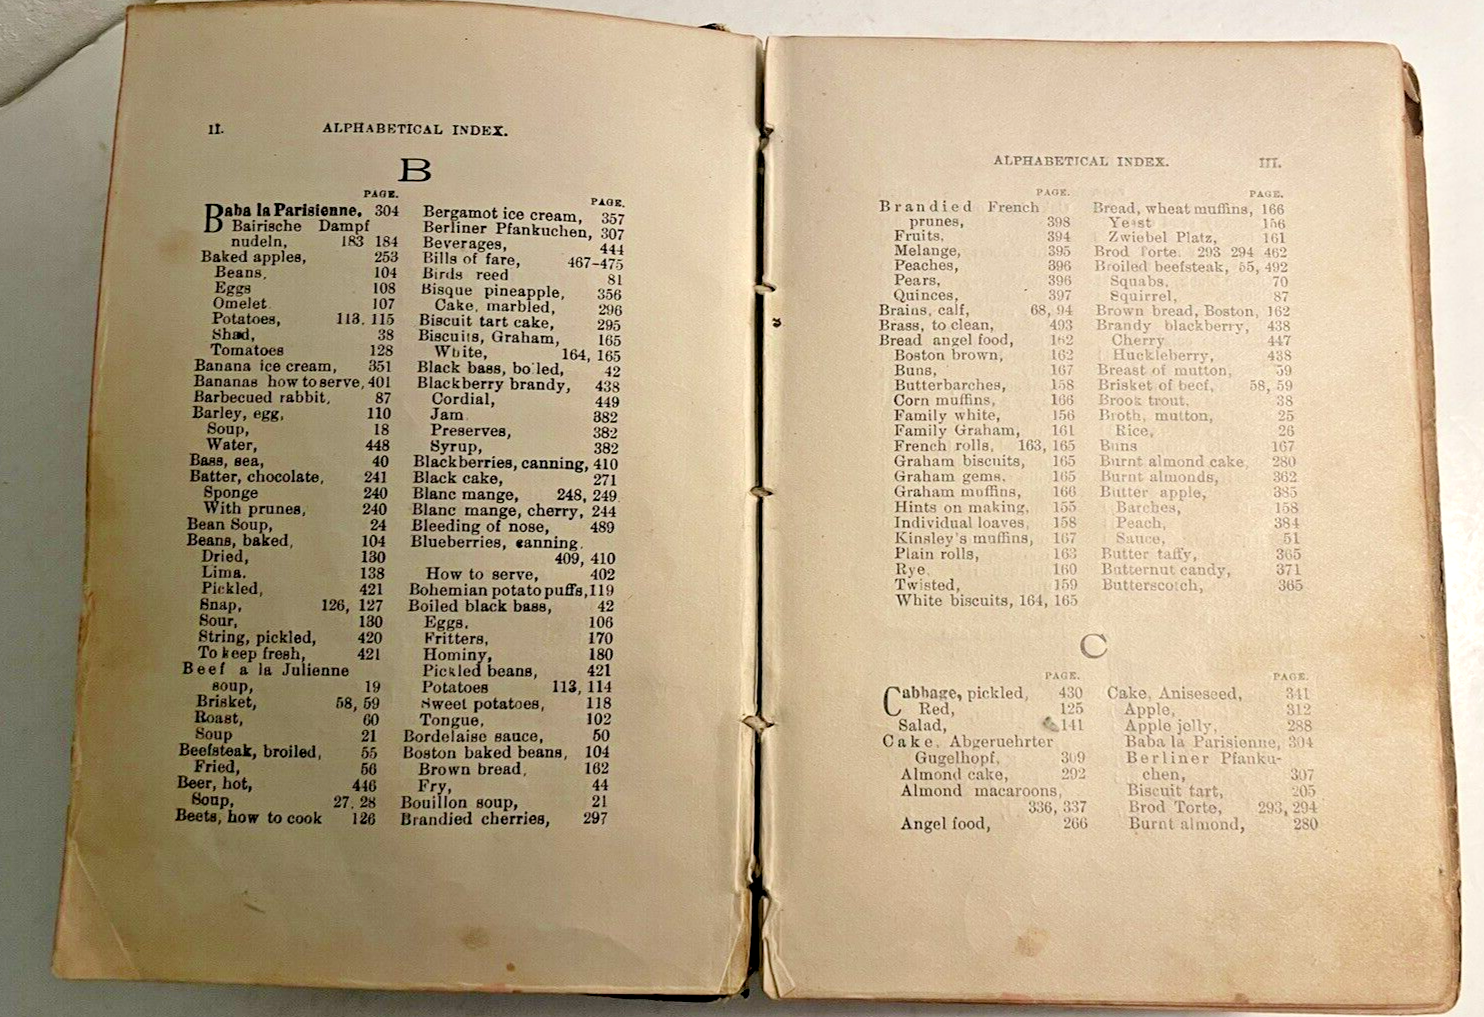 II.
ALPHABETICAL INDEX.
B
PAGE.
Baba la Parisienne, 304
Bairische Dampf
nudeln, 183 184
Baked apples, 253
Beans, 104
Eggs 108
Omelet 107
Potatoes, 113, 115
Shad, 38
Tomatoes 128
Banana ice cream, 351
Bananas how to serve, 401
Barbecued rabbit, 87
Barley, egg, 110
Soup, 18
Water, 448
Bass, sea, 40
Batter, chocolate, 241
Sponge 240
With prunes, 240
Bean Soup, 24
Beans, baked, 104
Dried, 130
Lima. 138
Pickled, 421
Snap, 126, 127
Sour, 130
String, pickled, 420
To keep fresh, 421
Beef a la Julienne
soup, 19
Brisket, 58, 59
Roast, 60
Soup 21
Beefsteak, broiled, 55
Fried, 56
Beer, hot, 446
Soup, 27, 28
Beets, how to cook 126
PAGE.
Bergamot ice cream, 357
Berliner Pfankuchen, 307
Beverages, 444
Bills of fare, 467-475
Birds reed 81
Bisque pineapple, 356
Cake, marbled, 296
Biscuit tart cake, 295
Biscuits, Graham, 165
White, 164, 165
Black bass, boiled, 42
Blackberry brandy, 438
Cordial, 449
Jam 382
Preserves, 382
Syrup, 382
Blackberries, canning, 410
Black cake, 271
Blanc mange, 248, 249
Blanc mange, cherry, 244
Bleeding of nose, 489
Blueberries, canning,
409, 410
How to serve, 402
Bohemian potato puffs, 119
Boiled black bass, 42
Eggs, 106
Fritters, 170
Hominy, 180
Pickled beans, 421
Potatoes 113, 114
Sweet potatoes, 118
Tongue, 102
Bordelaise sauce, 50
Boston baked beans, 104
Brown bread, 162
Fry, 44
Bouillon soup, 21
Brandied cherries, 297
ALPHABETICAL INDEX.
III.
PAGE.
Brandied French
prunes, 398
Fruits, 394
Melange, 395
Peaches, 396
Pears, 396
Quinces, 397
Brains, calf, 68, 94
Brass, to clean, 493
Bread angel food, 162
Boston brown, 162
Buns, 167
Butterbarches, 158
Corn muffins, 166
Family white, 156
Family Graham, 161
French rolls, 163, 165
Graham biscuits, 165
Graham gems, 165
Graham muffins, 166
Hints on making, 155
Individual loaves, 158
Kinsley's muffins, 167
Plain rolls, 163
Rye 160
Twisted, 159
White biscuits, 164, 165
PAGE.
Bread, wheat muffins, 166
Yeast 156
Zwiebel Platz, 161
Brod Torte. 293 294 462
Broiled beefsteak, 55, 492
Squabs, 70
Squirrel, 87
Brown bread, Boston, 162
Brandy blackberry, 438
Cherry 447
Huckleberry, 438
Breast of mutton, 59
Brisket of beef, 58, 59
Brook trout, 38
Broth, mutton, 25
Rice, 26
Buns 167
Burnt almond cake, 280
Burnt almonds, 362
Butter apple, 385
Barches, 158
Peach, 384
Sauce, 51
Butter taffy, 365
Butternut candy, 371
Butterscotch, 365
C
PAGE.
Cabbage, pickled, 430
Red, 125
Salad, 141
Cake, Abgeruehrter
Gugelhopf, 309
Almond cake, 292
Almond macaroons,
336, 337
Angel food, 266
PAGE.
Cake, Aniseseed, 341
Apple, 312
Apple jelly, 288
Baba la Parisienne, 304
Berliner Pfanku-
chen, 307
Biscuit tart, 205
Brod Torte, 293, 294
Burnt almond, 280